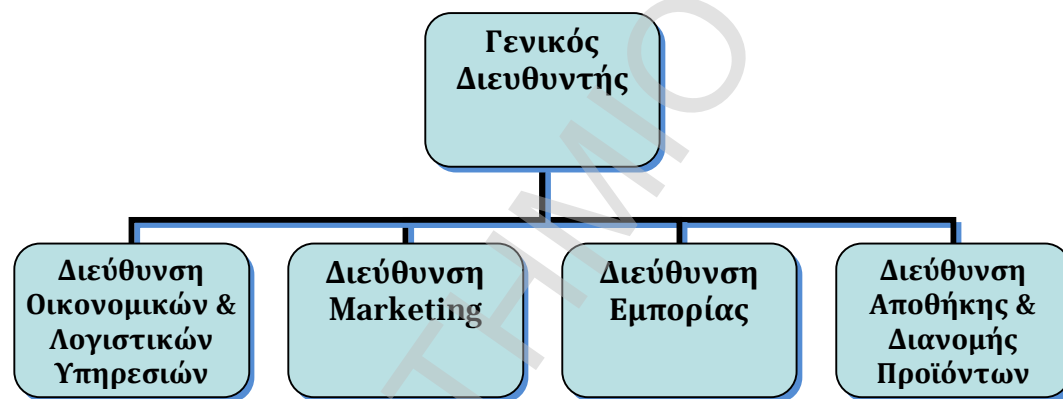 Γενικός
Διευθυντής
Διεύθυνση
Οικονομικών &
Λογιστικών
Υπηρεσιών
Διεύθυνση
Marketing
Διεύθυνση
Εμπορίας
Διεύθυνση
Αποθήκης &
Διανομής
Προϊόντων